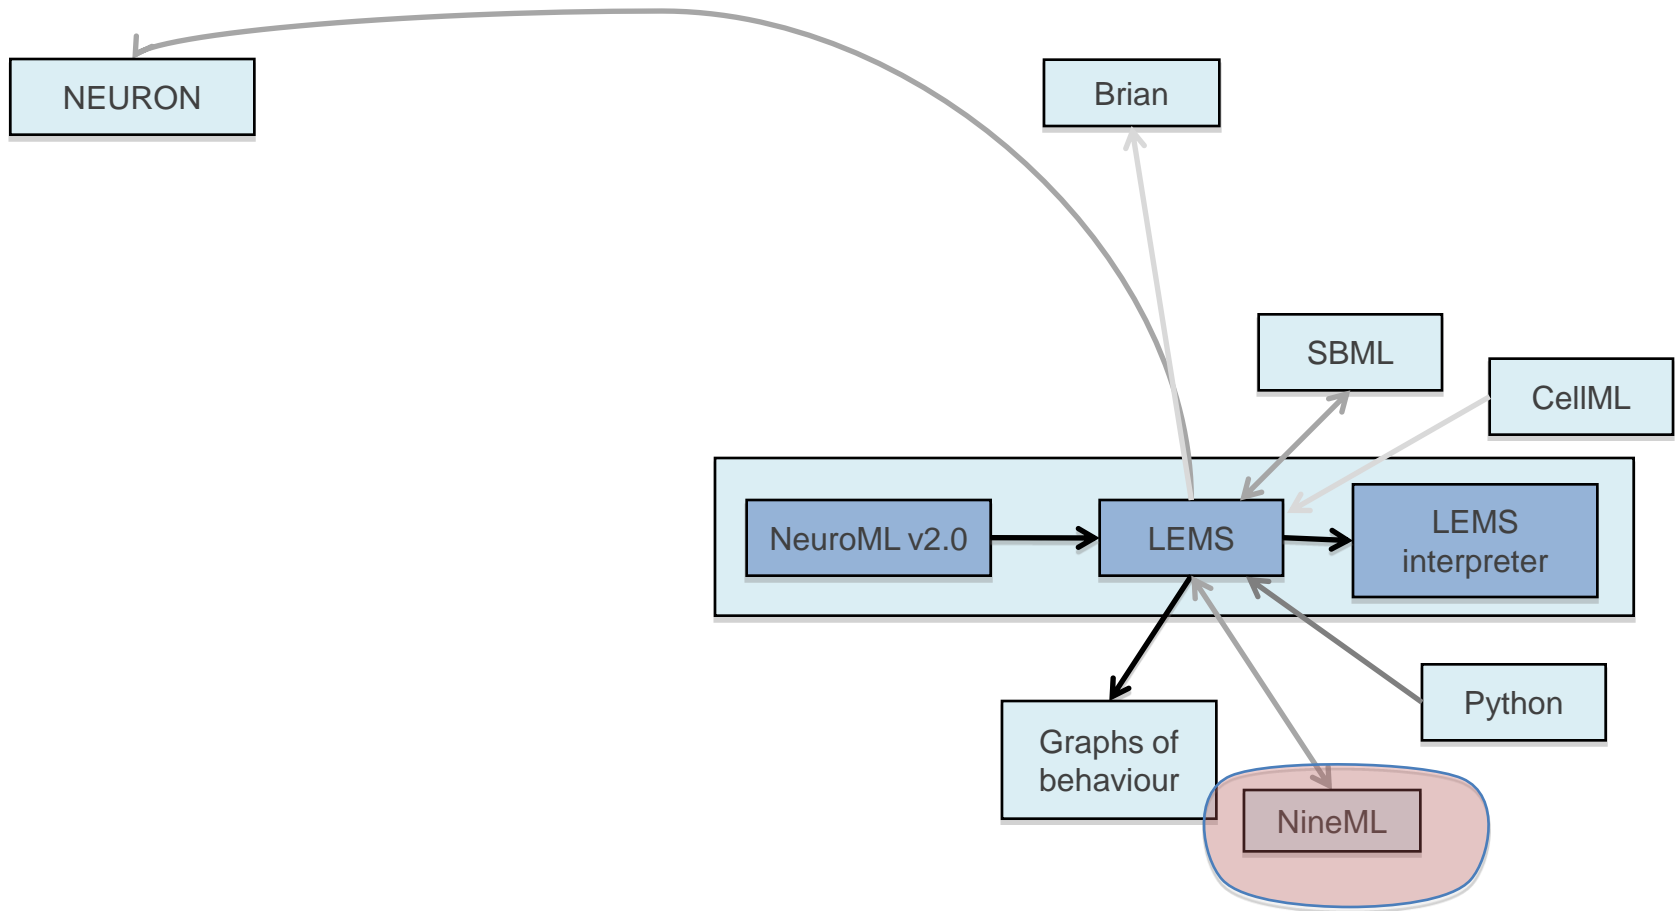 NEURON
Brian
SBML
CellML
NeuroML v2.0
LEMS
LEMS
interpreter
Graphs of
behaviour
Python
NineML